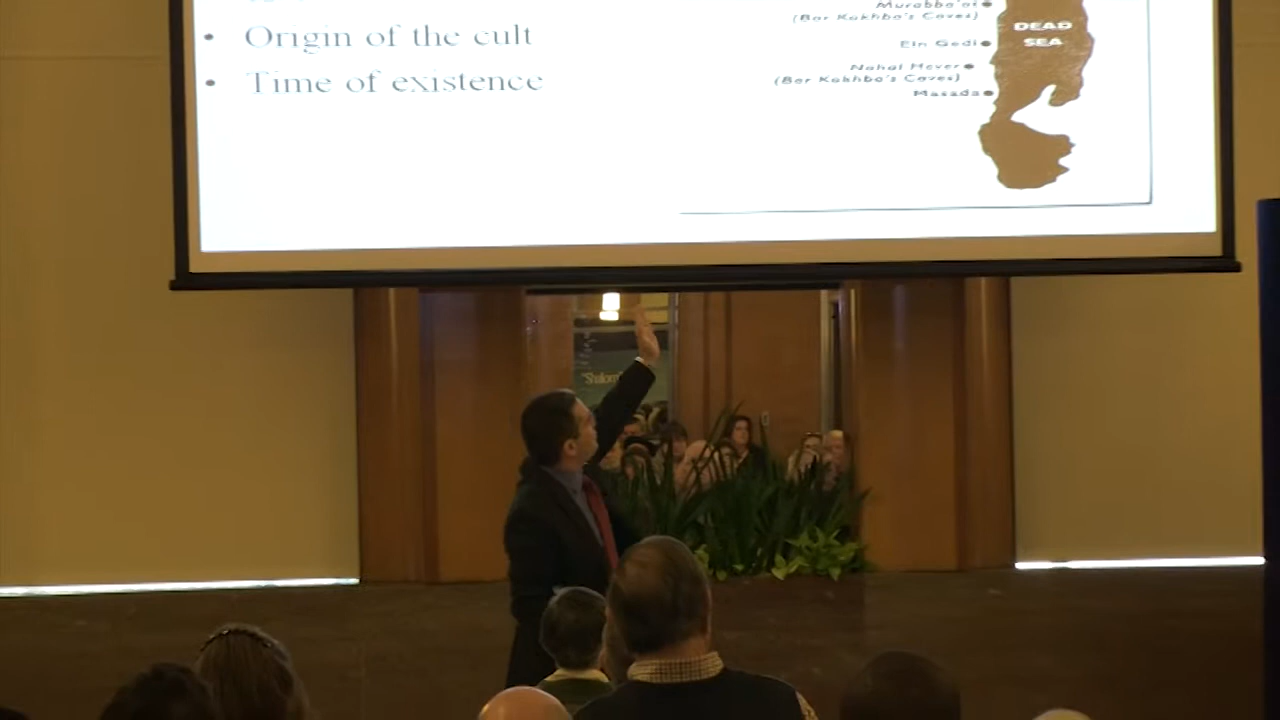 • Origin of the cult
• Time of existence
Murabba'at
(Bar Kokhba's Caves)
Ein Gedi
Nahal Hever
(Bar Kokhba's Caves)
Masada
DEAD
SEA
"Shalom